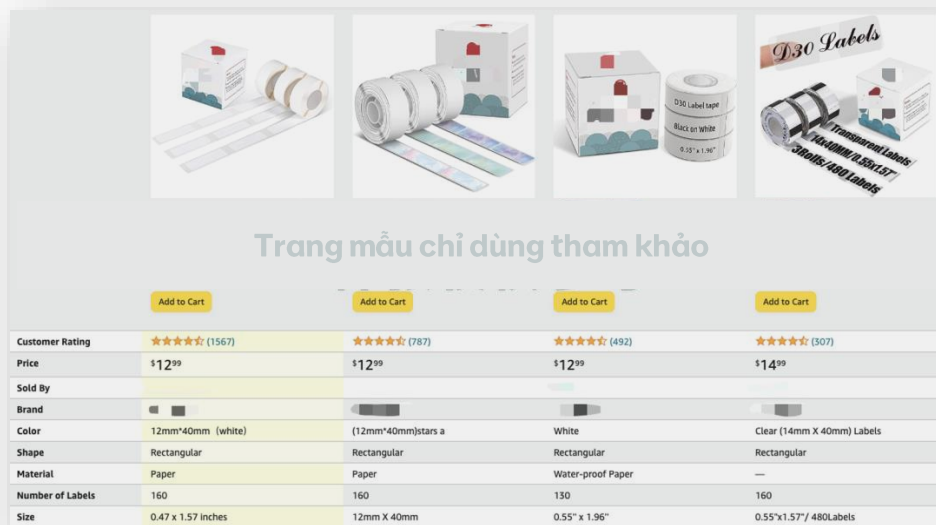 D30 Labels
D30 Label tape
Black on White
0.55" x 1.96"
Transparent Labels
14x40MM/0.55x1.57"
3Rolls/480 Labels
Trang mẫu chỉ dùng tham khảo
Add to Cart Add to Cart Add to Cart Add to Cart
Customer Rating (1567) (787) (492) (307)
Price $12.99 $12.99 $12.99 $14.99
Sold By
Brand
Color 12mm*40mm（white） (12mm*40mm)stars a White Clear (14mm X 40mm) Labels
Shape Rectangular Rectangular Rectangular Rectangular
Material Paper Paper Water-proof Paper —
Number of Labels 160 160 130 160
Size 0.47 x 1.57 inches 12mm X 40mm 0.55" x 1.96" 0.55"x1.57"/ 480Labels